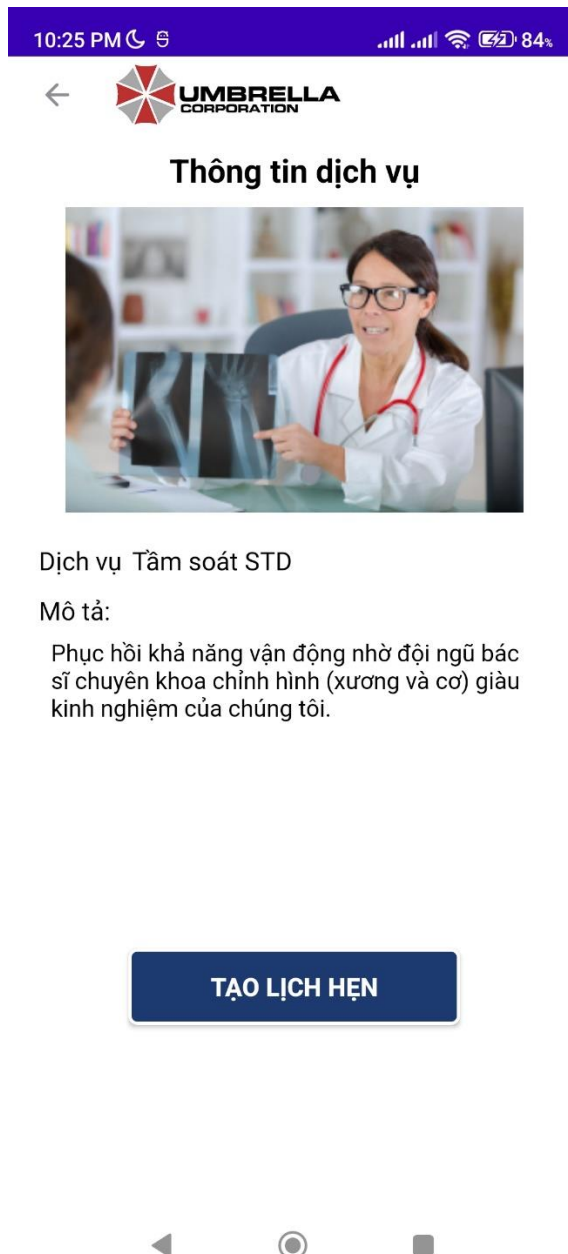 10:25 PM 84%
UMBRELLA
CORPORATION
Thông tin dịch vụ
Dịch vụ Tầm soát STD
Mô tả:
Phục hồi khả năng vận động nhờ đội ngũ bác
sĩ chuyên khoa chỉnh hình (xương và cơ) giàu
kinh nghiệm của chúng tôi.
TẠO LỊCH HẸN